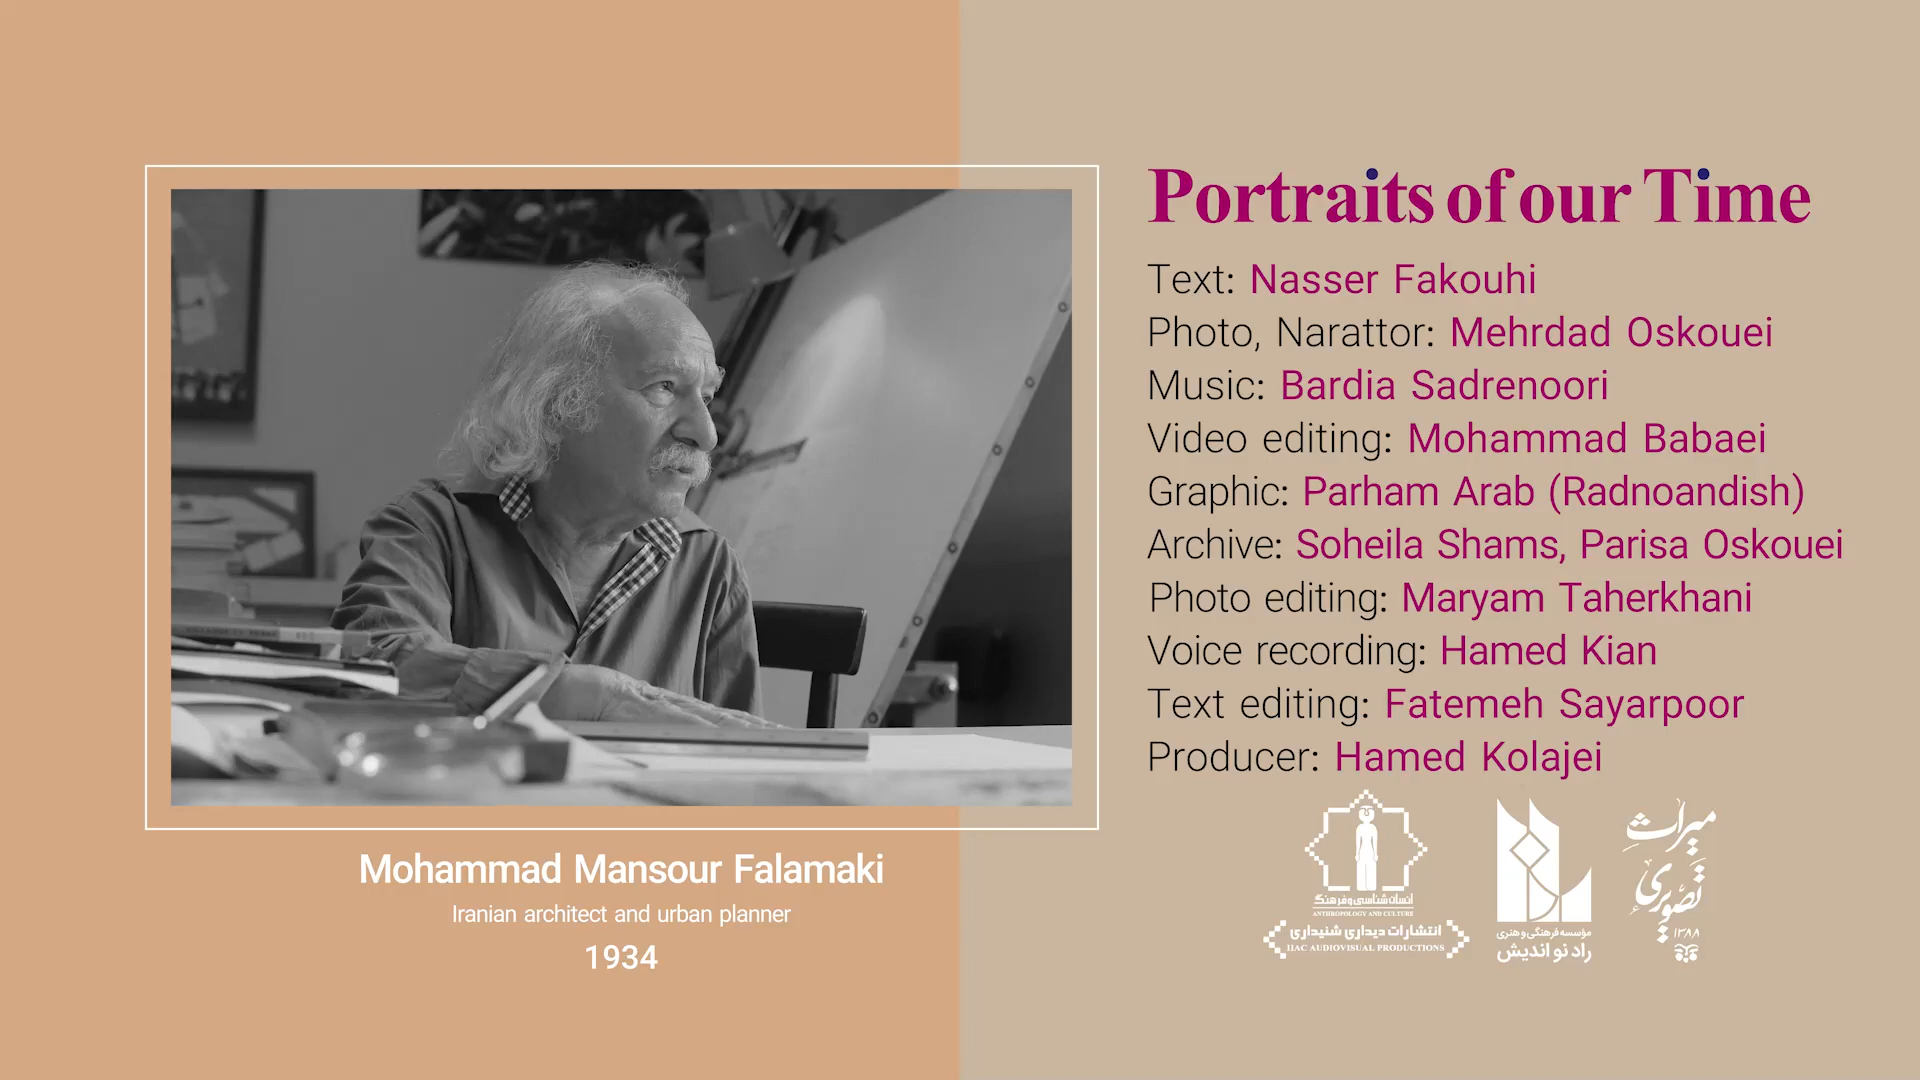 Portraits of our Time
Text: Nasser Fakouhi
Photo, Narattor: Mehrdad Oskouei
Music: Bardia Sadrenoori
Video editing: Mohammad Babaei
Graphic: Parham Arab (Radnoandish)
Archive: Soheila Shams, Parisa Oskouei
Photo editing: Maryam Taherkhani
Voice recording: Hamed Kian
Text editing: Fatemeh Sayarpoor
Producer: Hamed Kolajei
Mohammad Mansour Falamaki
Iranian architect and urban planner
1934
انسان‌شناسی و فرهنگ
ANTHROPOLOGY AND CULTURE
انتشارات دیداری شنیداری
IIAC AUDIOVISUAL PRODUCTIONS
مؤسسه فرهنگی و هنری
راد نو اندیش
میراث
تصویری
۱۳۸۸